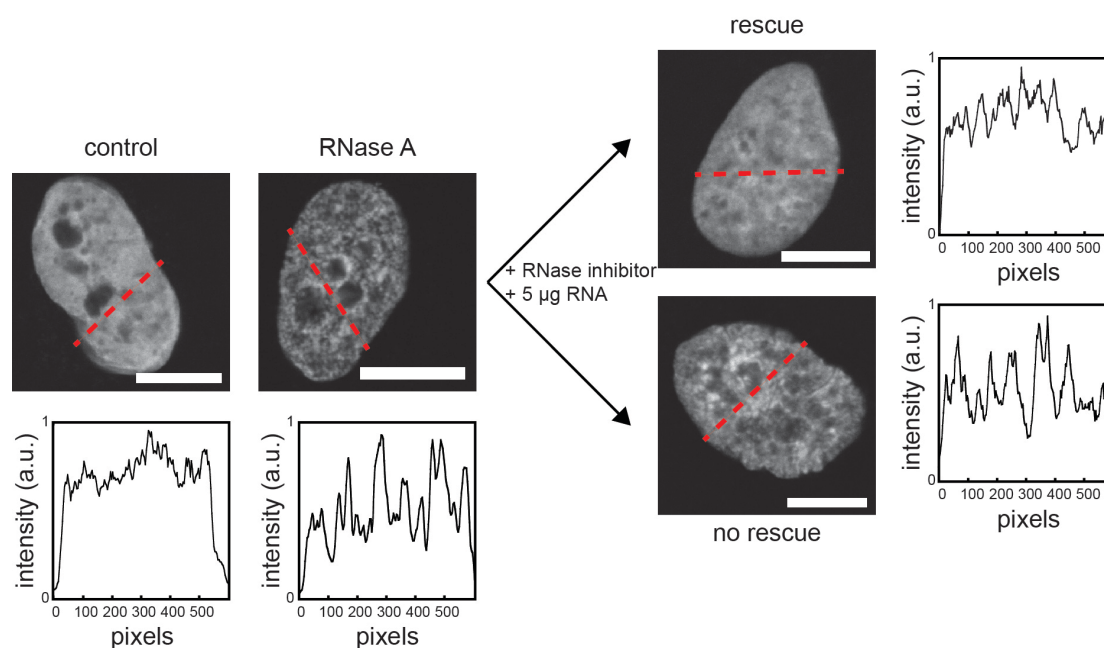 rescue
control
RNase A
+ RNase inhibitor
+ 5 µg RNA
no rescue
intensity (a.u.)
1
0
0 100 200 300 400 500
pixels
intensity (a.u.)
1
0
0 100 200 300 400 500
pixels
intensity (a.u.)
1
0
0 100 200 300 400 500
pixels
intensity (a.u.)
1
0
0 100 200 300 400 500
pixels